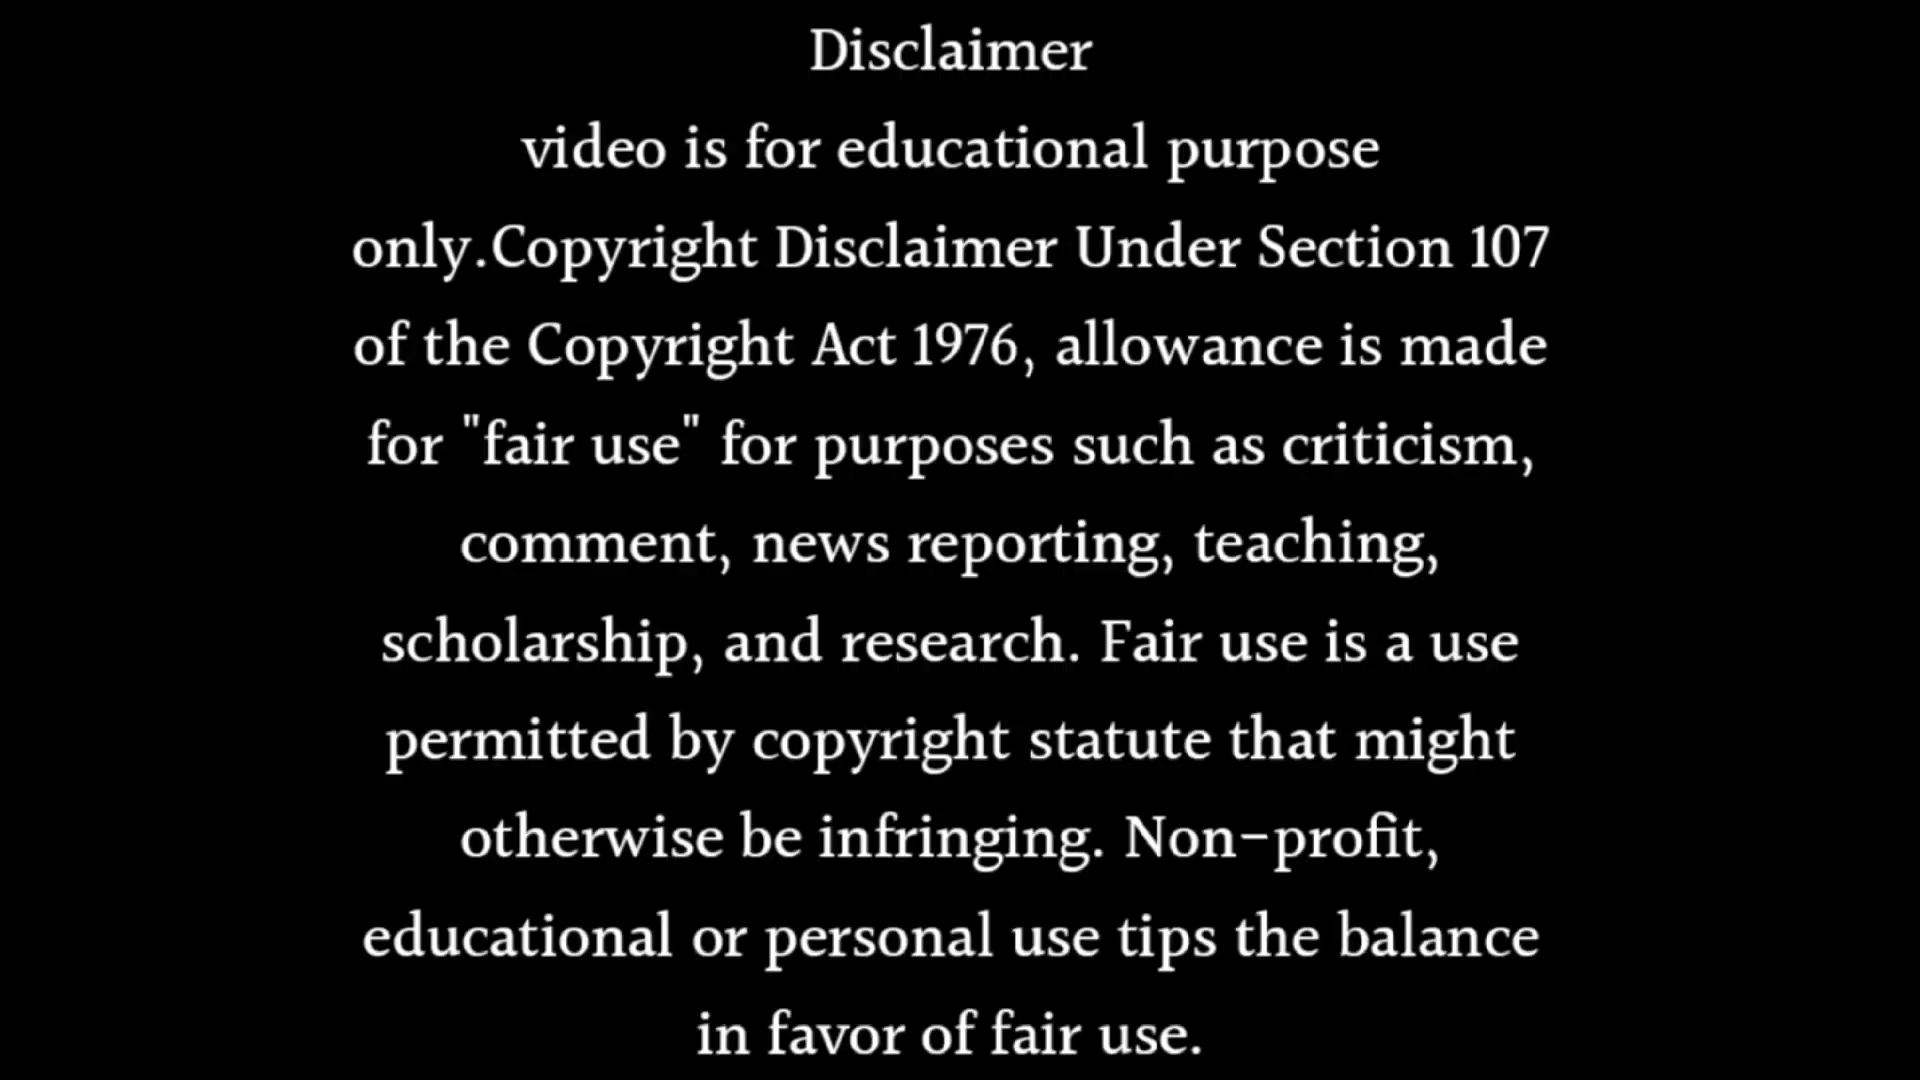 Disclaimer
video is for educational purpose
only.Copyright Disclaimer Under Section 107
of the Copyright Act 1976, allowance is made
for "fair use" for purposes such as criticism,
comment, news reporting, teaching,
scholarship, and research. Fair use is a use
permitted by copyright statute that might
otherwise be infringing. Non-profit,
educational or personal use tips the balance
in favor of fair use.